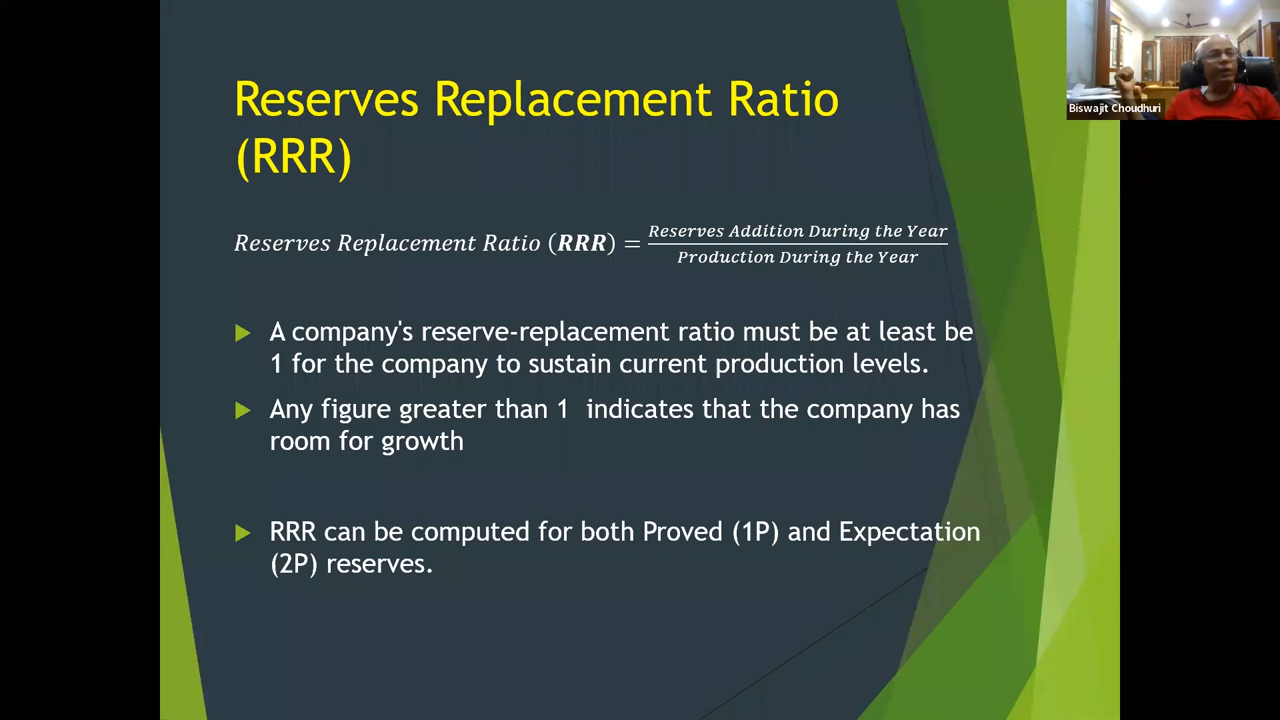 Reserves Replacement Ratio
(RRR)
Reserves Replacement Ratio (RRR) = Reserves Addition During the Year / Production During the Year
A company's reserve-replacement ratio must be at least be
1 for the company to sustain current production levels.
Any figure greater than 1 indicates that the company has
room for growth
RRR can be computed for both Proved (1P) and Expectation
(2P) reserves.
Biswajit Choudhuri